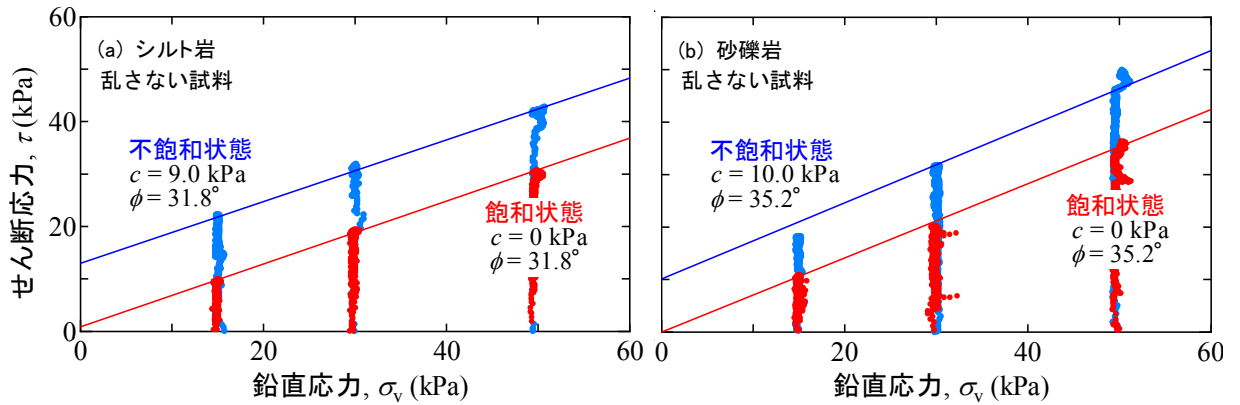 (a) シルト岩
乱さない試料
不飽和状態
c = 9.0 kPa
ϕ = 31.8°
飽和状態
c = 0 kPa
ϕ = 31.8°
せん断応力, τ (kPa)
60
40
20
0
0 20 40 60
鉛直応力, σv (kPa)
(b) 砂礫岩
乱さない試料
不飽和状態
c = 10.0 kPa
ϕ = 35.2°
飽和状態
c = 0 kPa
ϕ = 35.2°
0 20 40 60
鉛直応力, σv (kPa)